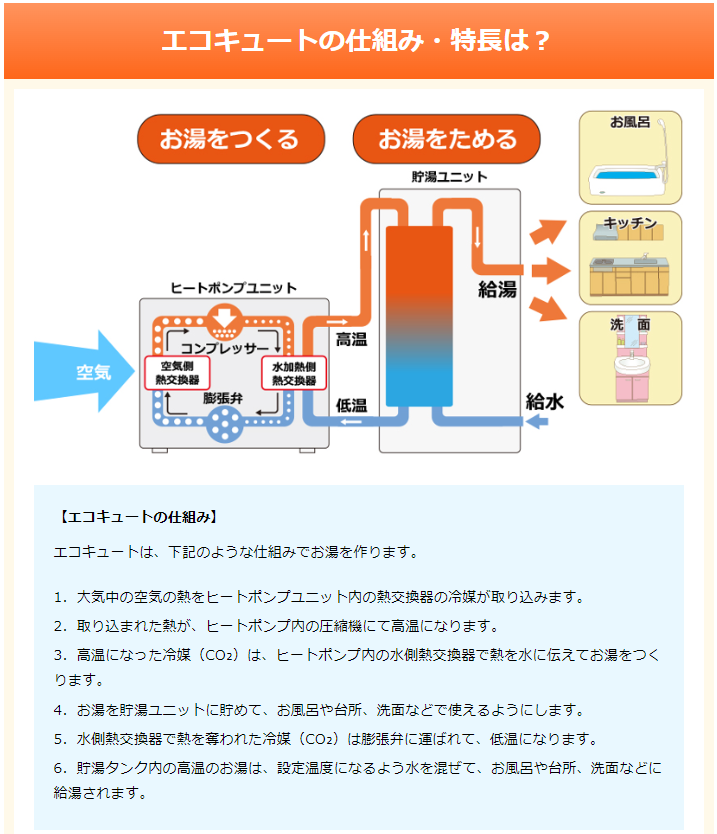 エコキュートの仕組み・特長は？
お湯をつくる
お湯をためる
お風呂
貯湯ユニット
キッチン
給湯
ヒートポンプユニット
コンプレッサー
高温
洗面
空気
空気側
熱交換器
水加熱側
熱交換器
膨張弁
低温
給水
【エコキュートの仕組み】
エコキュートは、下記のような仕組みでお湯を作ります。
1．大気中の空気の熱をヒートポンプユニット内の熱交換器の冷媒が取り込みます。
2．取り込まれた熱が、ヒートポンプ内の圧縮機にて高温になります。
3．高温になった冷媒（CO₂）は、ヒートポンプ内の水側熱交換器で熱を水に伝えてお湯をつく
ります。
4．お湯を貯湯ユニットに貯めて、お風呂や台所、洗面などで使えるようにします。
5．水側熱交換器で熱を奪われた冷媒（CO₂）は膨張弁に運ばれて、低温になります。
6．貯湯タンク内の高温のお湯は、設定温度になるよう水を混ぜて、お風呂や台所、洗面などに
給湯されます。